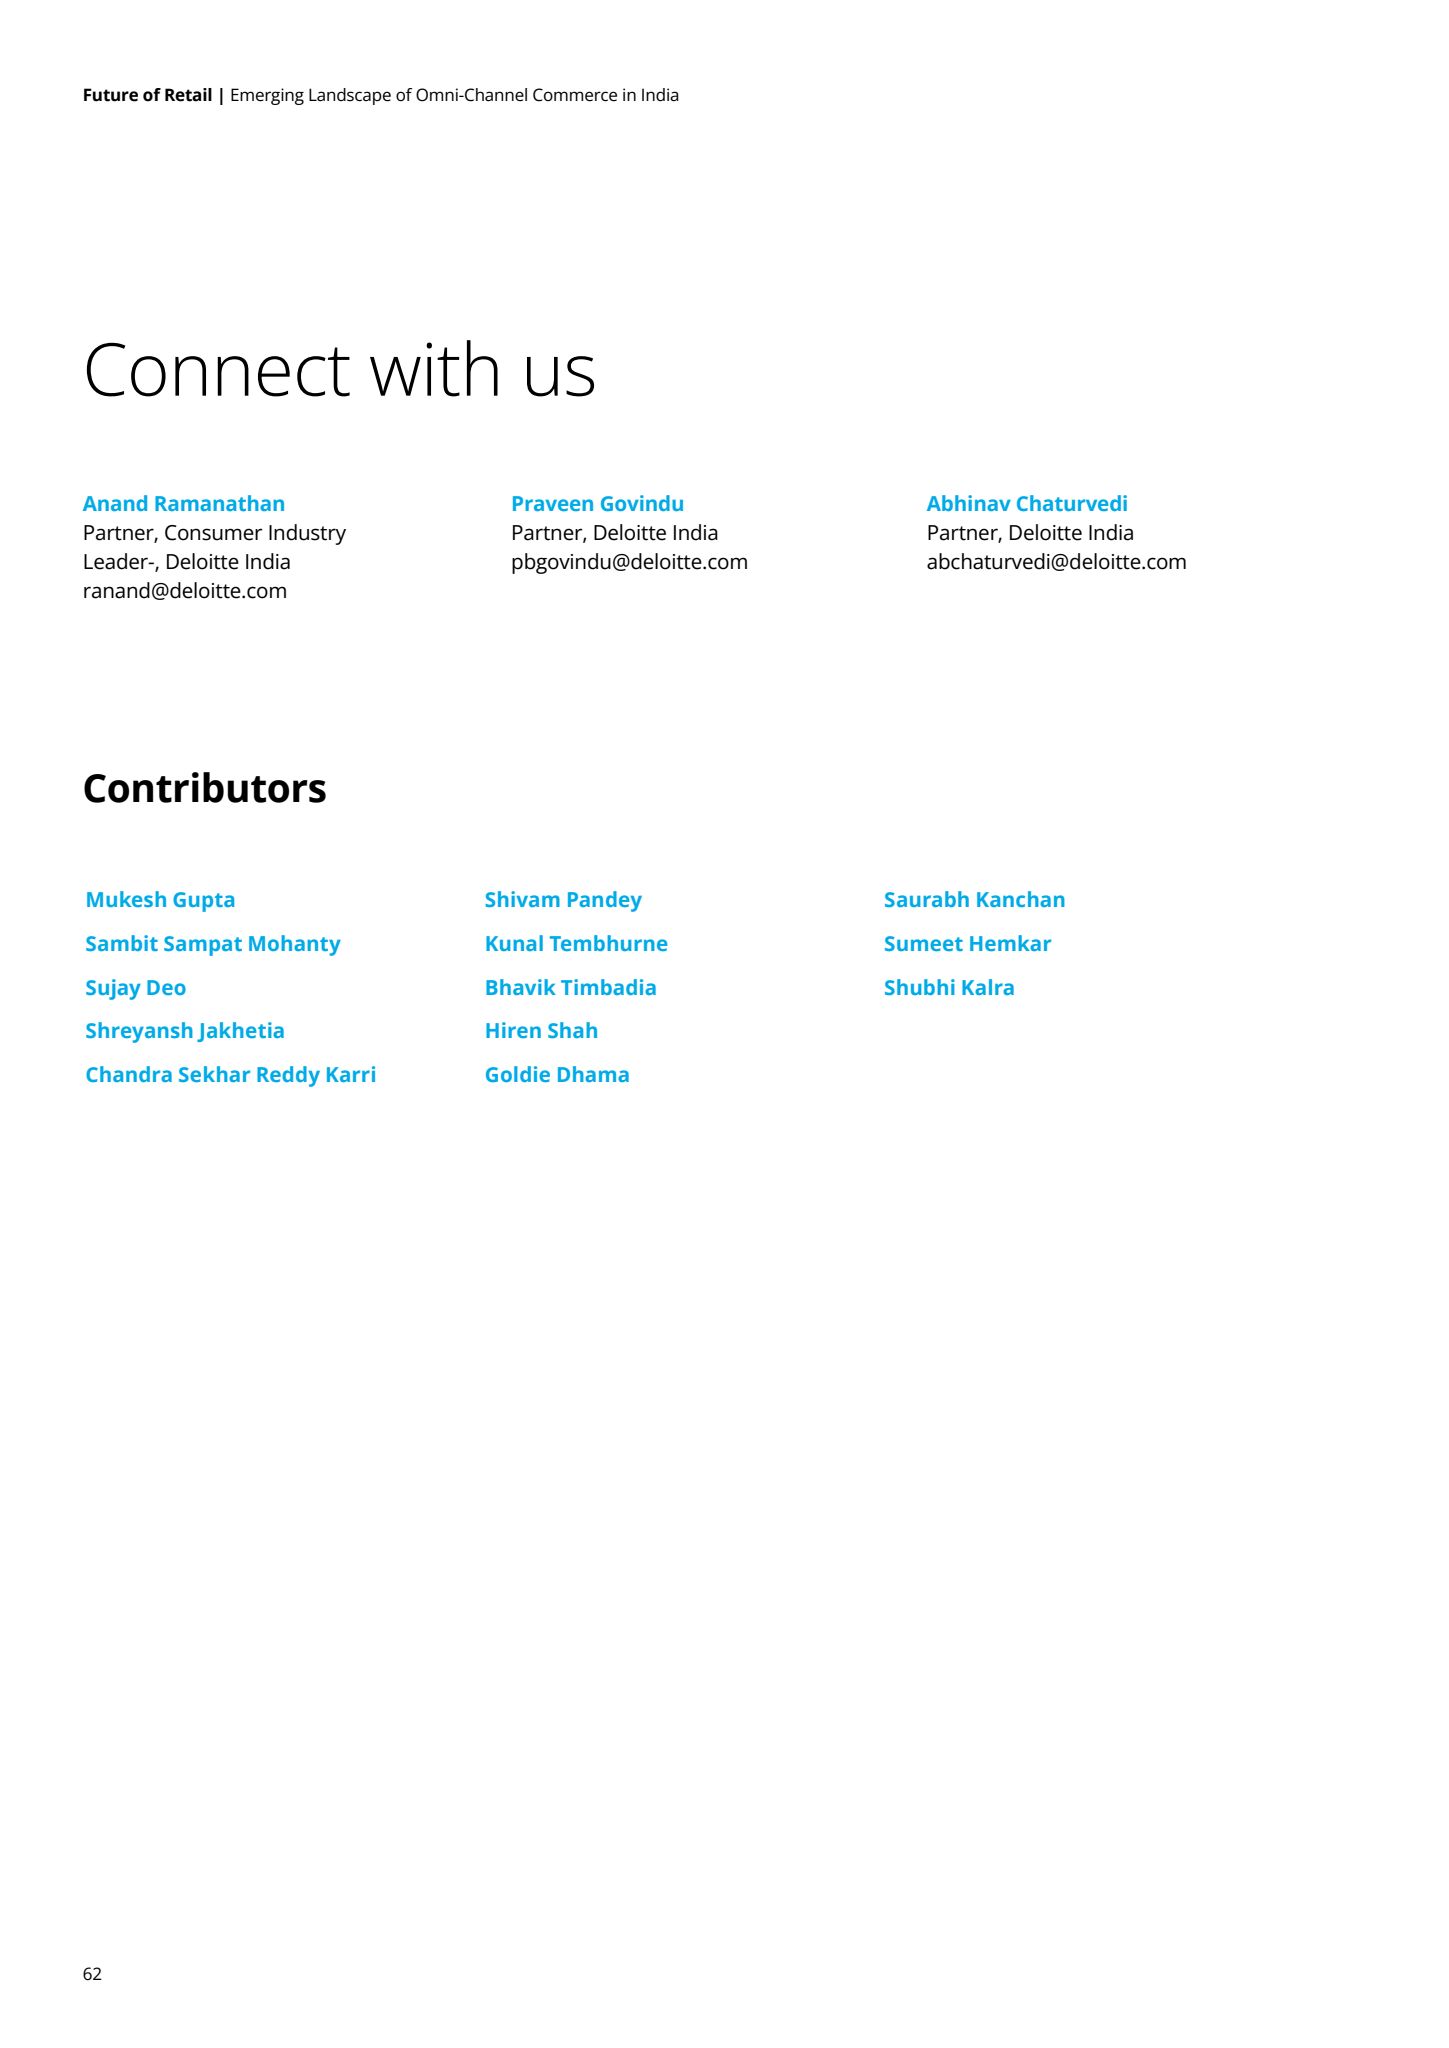 Future of Retail | Emerging Landscape of Omni-Channel Commerce in India
Connect with us
Anand Ramanathan
Partner, Consumer Industry
Leader-, Deloitte India
ranand@deloitte.com
Praveen Govindu
Partner, Deloitte India
pbgovindu@deloitte.com
Abhinav Chaturvedi
Partner, Deloitte India
abchaturvedi@deloitte.com
Contributors
Mukesh Gupta
Sambit Sampat Mohanty
Sujay Deo
Shreyansh Jakhetia
Chandra Sekhar Reddy Karri
Shivam Pandey
Kunal Tembhurne
Bhavik Timbadia
Hiren Shah
Goldie Dhama
Saurabh Kanchan
Sumeet Hemkar
Shubhi Kalra
62